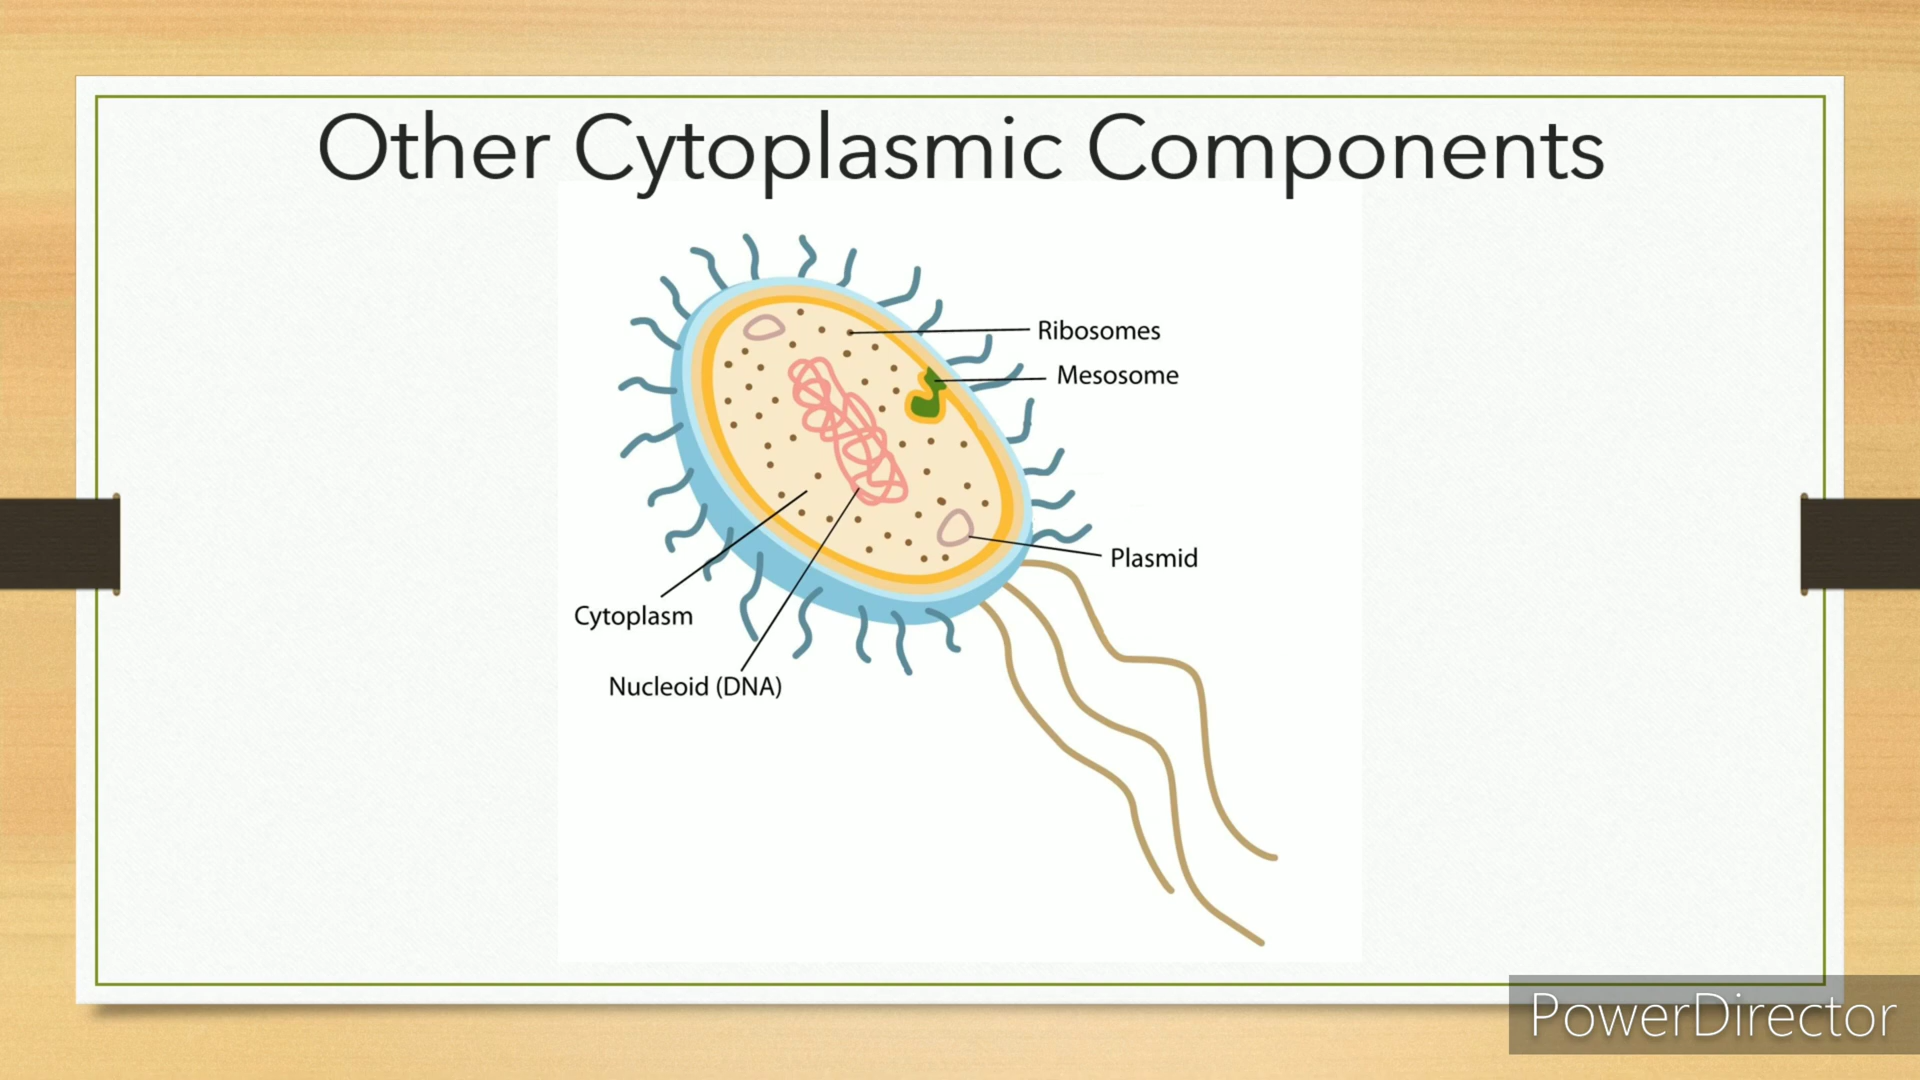 Other Cytoplasmic Components
Ribosomes
Mesosome
Plasmid
Cytoplasm
Nucleoid (DNA)
PowerDirector